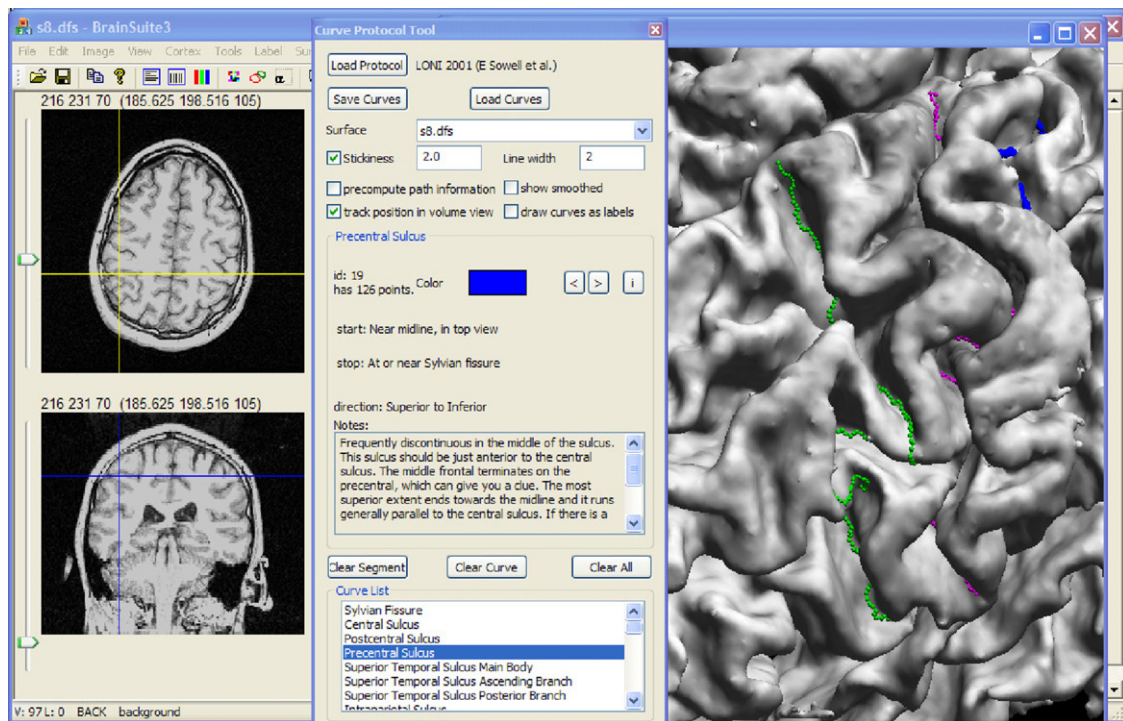 s8.dfs - BrainSuite3
File Edit Image View Cortex Tools Label Sur
216 231 70 (185.625 198.516 105)
216 231 70 (185.625 198.516 105)
V: 97 L: 0 BACK background
Curve Protocol Tool
Load Protocol LONI 2001 (E Sowell et al.)
Save Curves Load Curves
Surface s8.dfs
Stickiness 2.0 Line width 2
precompute path information show smoothed
track position in volume view draw curves as labels
Precentral Sulcus
id: 19
has 126 points. Color < > i
start: Near midline, in top view
stop: At or near Sylvian fissure
direction: Superior to Inferior
Notes:
Frequently discontinuous in the middle of the sulcus.
This sulcus should be just anterior to the central
sulcus. The middle frontal terminates on the
precentral, which can give you a clue. The most
superior extent ends towards the midline and it runs
generally parallel to the central sulcus. If there is a
Clear Segment Clear Curve Clear All
Curve List
Sylvian Fissure
Central Sulcus
Postcentral Sulcus
Precentral Sulcus
Superior Temporal Sulcus Main Body
Superior Temporal Sulcus Ascending Branch
Superior Temporal Sulcus Posterior Branch
Intraparietal Sulcus